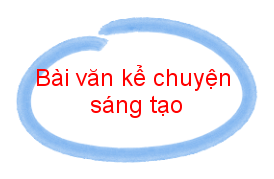 Bài văn kể chuyện
sáng tạo